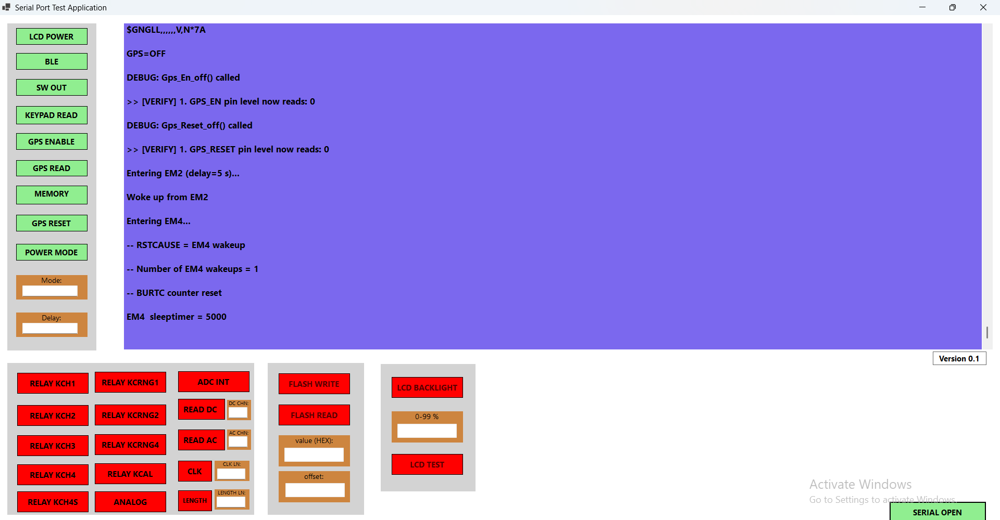 Serial Port Test Application
LCD POWER
BLE
SW OUT
KEYPAD READ
GPS ENABLE
GPS READ
MEMORY
GPS RESET
POWER MODE
Mode:
Delay:
$GNGLL,,,,,,V,N*7A
GPS=OFF
DEBUG: Gps_En_off() called
>> [VERIFY] 1. GPS_EN pin level now reads: 0
DEBUG: Gps_Reset_off() called
>> [VERIFY] 1. GPS_RESET pin level now reads: 0
Entering EM2 (delay=5 s)...
Woke up from EM2
Entering EM4...
-- RSTCAUSE = EM4 wakeup
-- Number of EM4 wakeups = 1
-- BURTC counter reset
EM4  sleeptimer = 5000
Version 0.1
RELAY KCH1
RELAY KCH2
RELAY KCH3
RELAY KCH4
RELAY KCH4S
RELAY KCRNG1
RELAY KCRNG2
RELAY KCRNG4
RELAY KCAL
ANALOG
ADC INT
READ DC
DC CHN:
READ AC
AC CHN:
CLK
CLK LN:
LENGTH
LENGTH LN:
FLASH WRITE
FLASH READ
value (HEX):
offset:
LCD BACKLIGHT
0-99 %
LCD TEST
Activate Windows
Go to Settings to activate Windows.
SERIAL OPEN